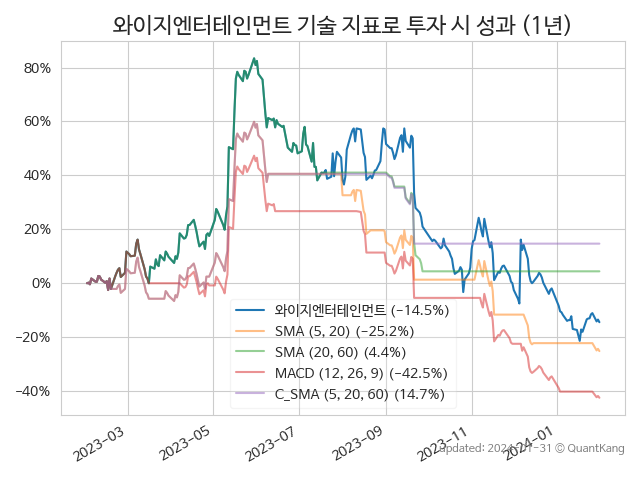 와이지엔터테인먼트 기술 지표로 투자 시 성과 (1년)
80%
60%
40%
20%
0%
−20%
−40%
와이지엔터테인먼트 (−14.5%)
SMA (5, 20) (−25.2%)
SMA (20, 60) (4.4%)
MACD (12, 26, 9) (−42.5%)
C_SMA (5, 20, 60) (14.7%)
2023-03
2023-05
2023-07
2023-09
2023-11
2024-01
updated: 2024-01-31 © QuantKang